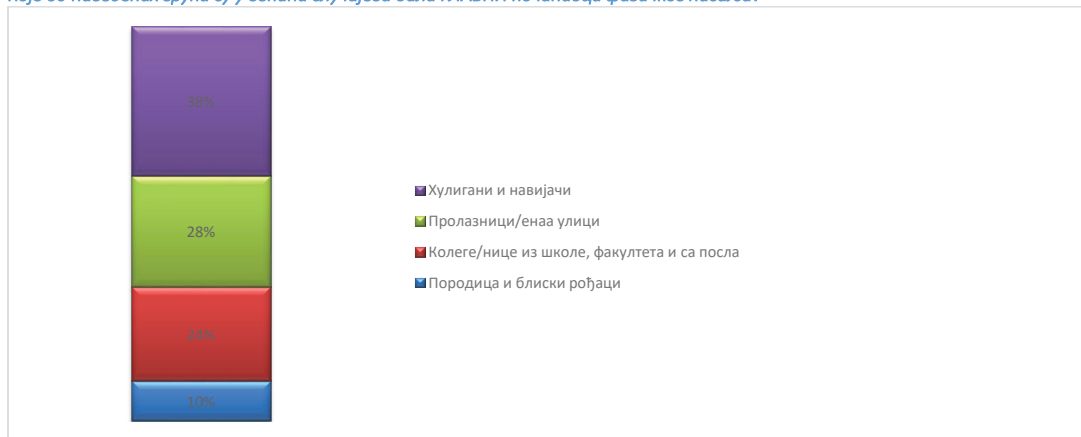 38%
28%
24%
10%
Хулигани и навијачи
Пролазници/енаа улици
Колеге/нице из школе, факултета и са посла
Породица и блиски рођаци